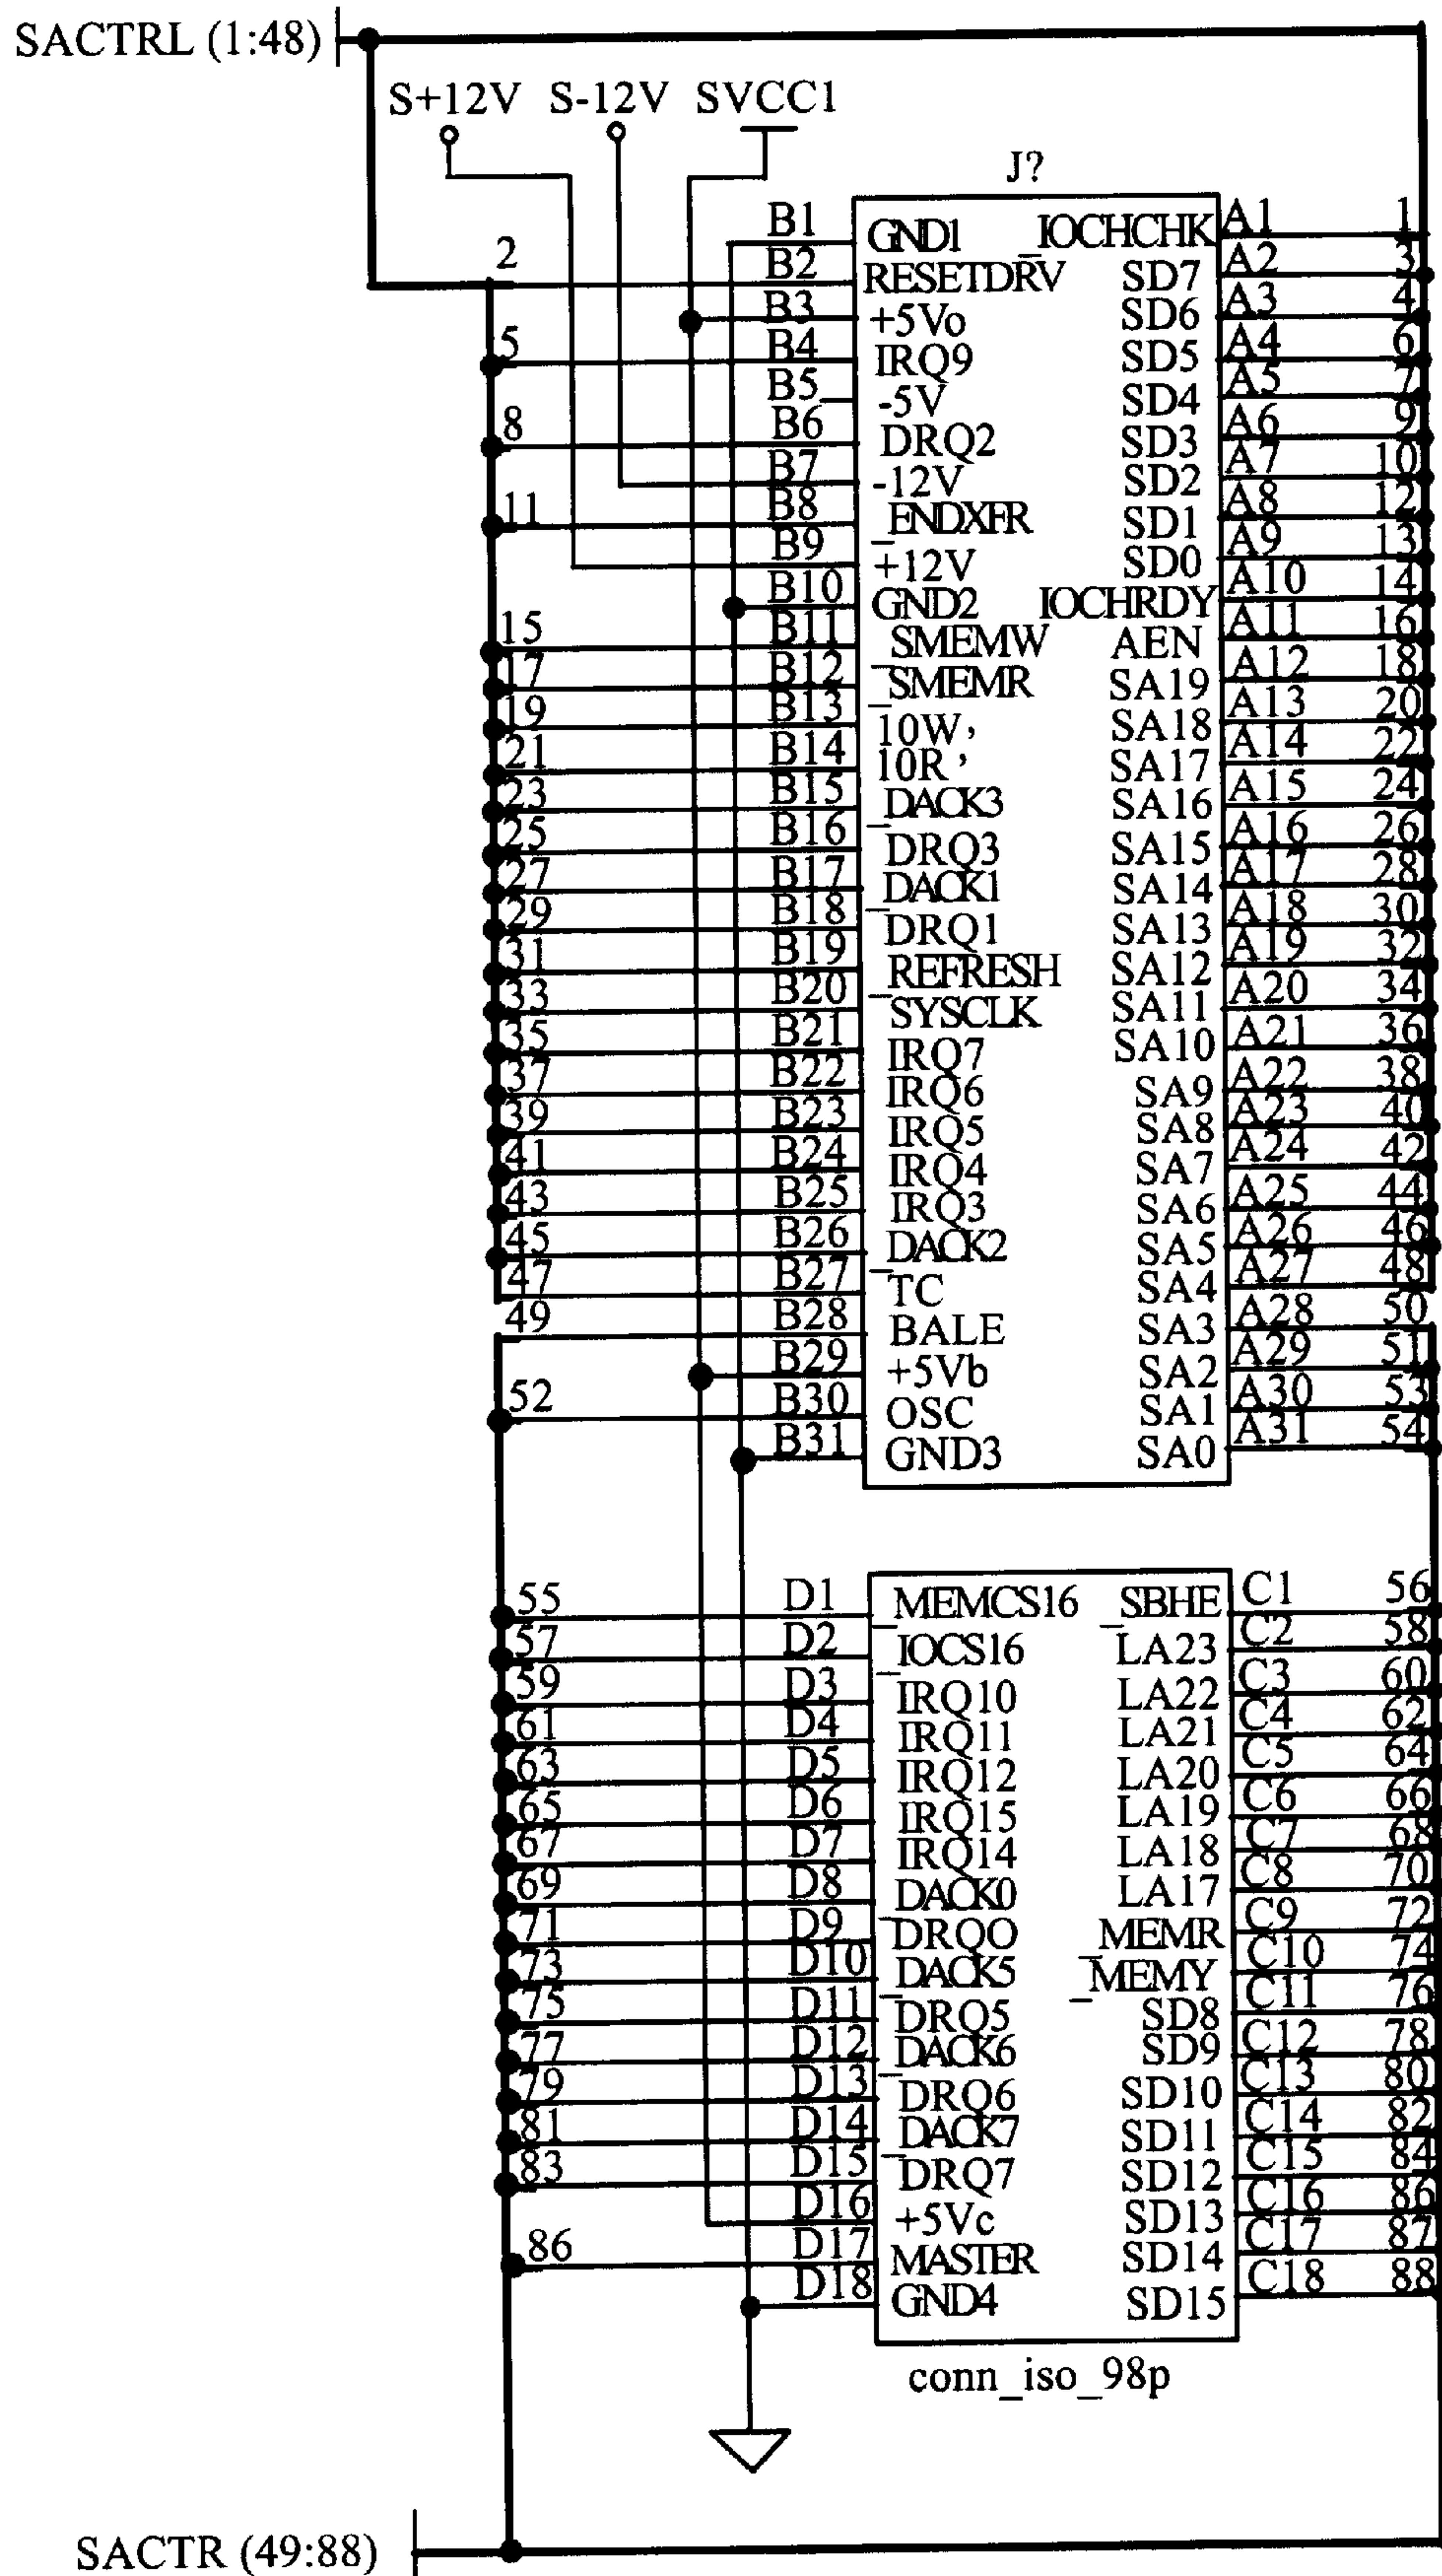 SACTRL (1:48)
S+12V S-12V SVCC1
J?
B1 GND1 _IOCHCHK A1 1
2 B2 RESETDRV SD7 A2 3
B3 +5Vo SD6 A3 4
5 B4 IRQ9 SD5 A4 6
B5 -5V SD4 A5 7
8 B6 DRQ2 SD3 A6 9
B7 -12V SD2 A7 10
11 B8 _ENDXFR SD1 A8 12
B9 +12V SD0 A9 13
B10 GND2 IOCHRDY A10 14
15 B11 _SMEMW AEN A11 16
17 B12 _SMEMR SA19 A12 18
19 B13 10W, SA18 A13 20
21 B14 10R, SA17 A14 22
23 B15 _DACK3 SA16 A15 24
25 B16 DRQ3 SA15 A16 26
27 B17 _DACK1 SA14 A17 28
29 B18 DRQ1 SA13 A18 30
31 B19 _REFRESH SA12 A19 32
33 B20 SYSCLK SA11 A20 34
35 B21 IRQ7 SA10 A21 36
37 B22 IRQ6 SA9 A22 38
39 B23 IRQ5 SA8 A23 40
41 B24 IRQ4 SA7 A24 42
43 B25 IRQ3 SA6 A25 44
45 B26 _DACK2 SA5 A26 46
47 B27 TC SA4 A27 48
49 B28 BALE SA3 A28 50
B29 +5Vb SA2 A29 51
52 B30 OSC SA1 A30 53
B31 GND3 SA0 A31 54
55 D1 _MEMCS16 _SBHE C1 56
57 D2 _IOCS16 LA23 C2 58
59 D3 IRQ10 LA22 C3 60
61 D4 IRQ11 LA21 C4 62
63 D5 IRQ12 LA20 C5 64
65 D6 IRQ15 LA19 C6 66
67 D7 IRQ14 LA18 C7 68
69 D8 _DACK0 LA17 C8 70
71 D9 DRQO _MEMR C9 72
73 D10 _DACK5 _MEMY C10 74
75 D11 DRQ5 SD8 C11 76
77 D12 _DACK6 SD9 C12 78
79 D13 DRQ6 SD10 C13 80
81 D14 _DACK7 SD11 C14 82
83 D15 DRQ7 SD12 C15 84
D16 +5Vc SD13 C16 86
86 D17 MASTER SD14 C17 87
D18 GND4 SD15 C18 88
conn_iso_98p
SACTR (49:88)